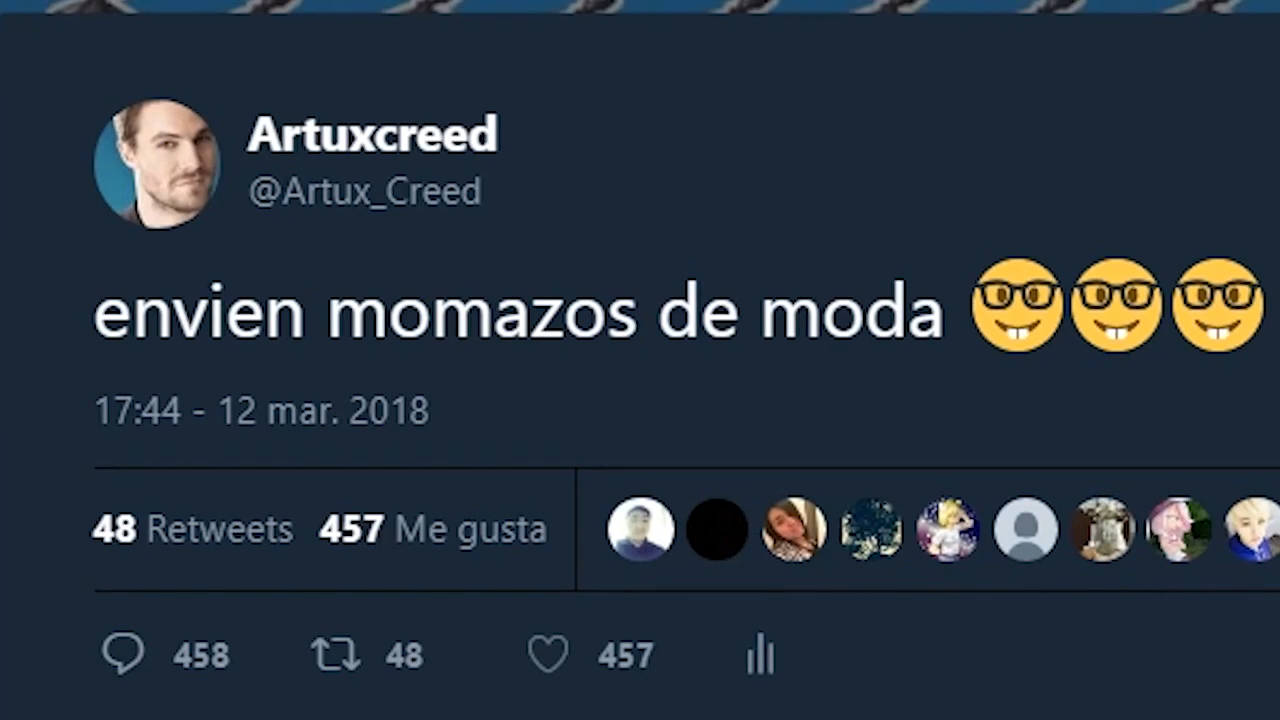 Artuxcreed
@Artux_Creed
envien momazos de moda 🤓🤓🤓
17:44 - 12 mar. 2018
48 Retweets 457 Me gusta
458 48 457